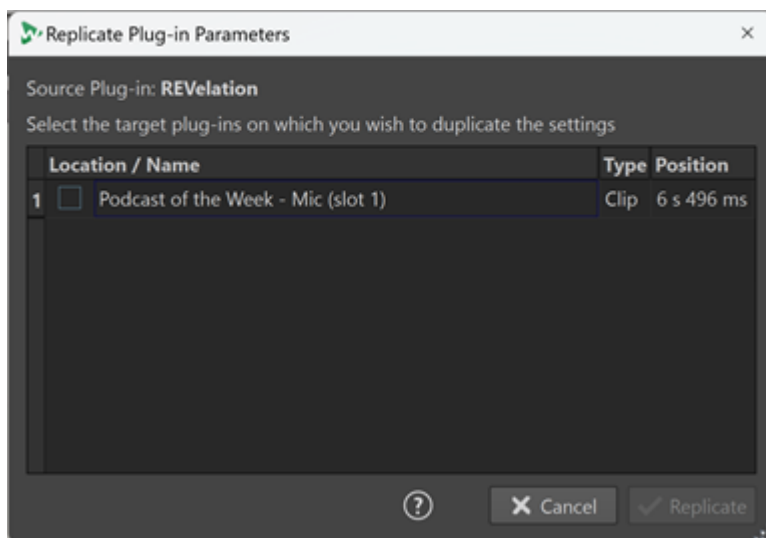 Replicate Plug-in Parameters
Source Plug-in: REVelation
Select the target plug-ins on which you wish to duplicate the settings
Location / Name Type Position
1 Podcast of the Week - Mic (slot 1) Clip 6 s 496 ms
? Cancel Replicate